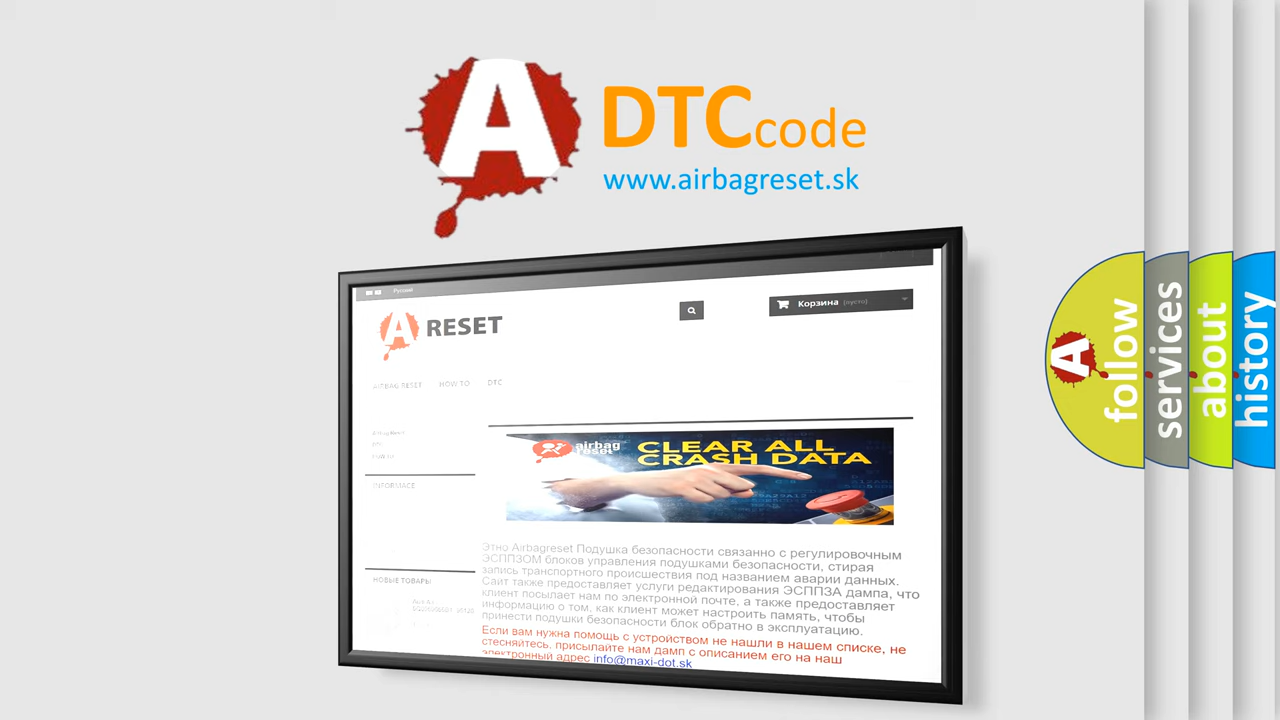 A DTCcode
www.airbagreset.sk
Русский
A RESET
Корзина (пусто)
AIRBAG RESET HOW TO DTC
INFORMACE
airbag
reset
CLEAR ALL
CRASH DATA
Этно Airbagreset Подушка безопасности связанно с регулировочным
ЭСППЗОМ блоков управления подушками безопасности, стирая
запись транспортного происшествия под названием аварии данных.
Сайт также предоставляет услуги редактирования ЭСППЗА дампа, что
клиент посылает нам по электронной почте, а также предоставляет
информацию о том, как клиент может настроить память, чтобы
принести подушки безопасности блок обратно в эксплуатацию.
Если вам нужна помощь с устройством не нашли в нашем списке, не
стесняйтесь, присылайте нам дамп с описанием его на наш
электронный адрес info@maxi-dot.sk
НОВЫЕ ТОВАРЫ
A follow
services
about
history